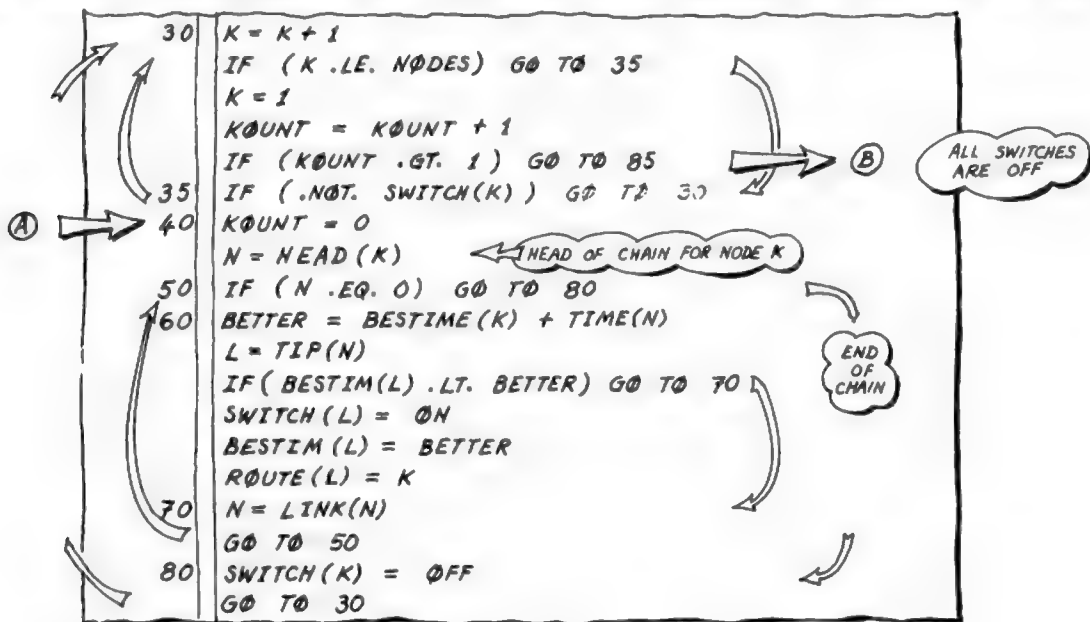 30 K = K + 1
IF (K .LE. NØDES) GØ TØ 35
K = 1
KØUNT = KØUNT + 1
IF (KØUNT .GT. 1) GØ TØ 85
B
ALL SWITCHES
ARE OFF
35 IF (.NØT. SWITCH(K)) GØ TØ 30
A
40 KØUNT = 0
N = HEAD(K)
HEAD OF CHAIN FOR NODE K
50 IF (N .EQ. 0) GØ TØ 80
60 BETTER = BESTIME(K) + TIME(N)
L = TIP(N)
END
OF
CHAIN
IF(BESTIM(L) .LT. BETTER) GØ TØ 70
SWITCH(L) = ØN
BESTIM(L) = BETTER
RØUTE(L) = K
70 N = LINK(N)
GØ TØ 50
80 SWITCH(K) = ØFF
GØ TØ 30